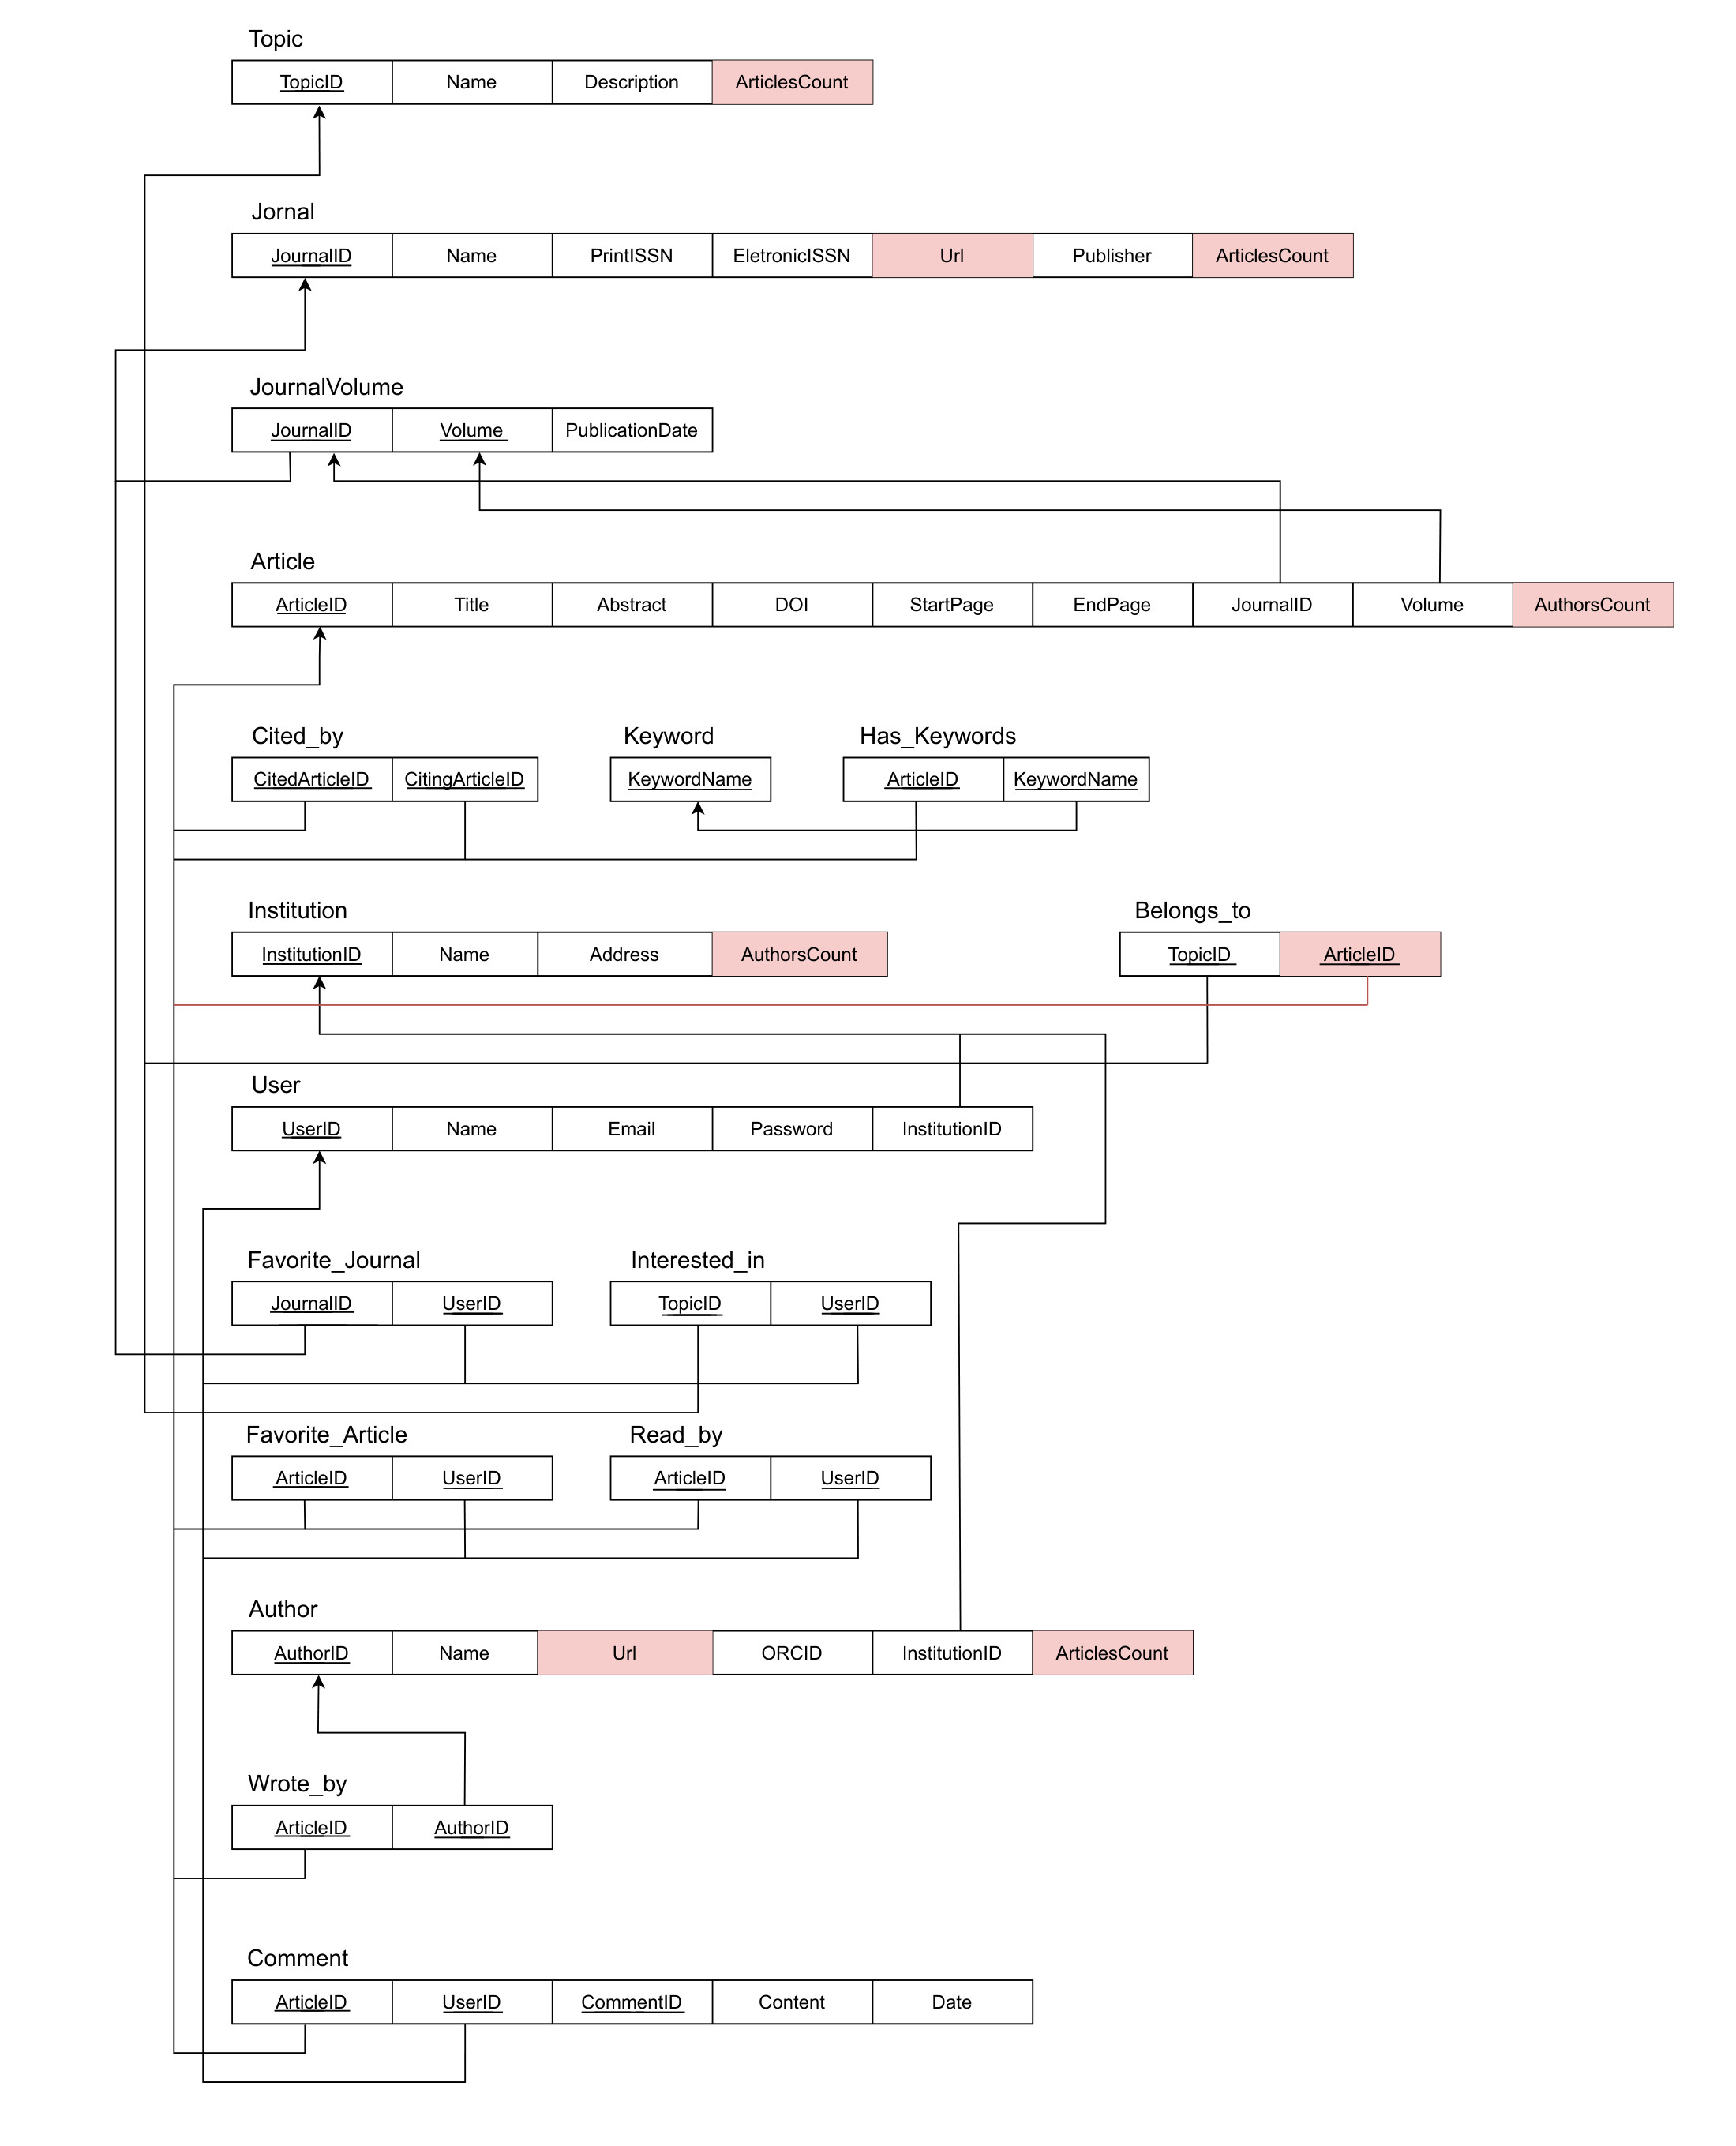 Topic
TopicID Name Description ArticlesCount
Jornal
JournalID Name PrintISSN EletronicISSN Url Publisher ArticlesCount
JournalVolume
JournalID Volume PublicationDate
Article
ArticleID Title Abstract DOI StartPage EndPage JournalID Volume AuthorsCount
Cited_by Keyword Has_Keywords
CitedArticleID CitingArticleID KeywordName ArticleID KeywordName
Institution Belongs_to
InstitutionID Name Address AuthorsCount TopicID ArticleID
User
UserID Name Email Password InstitutionID
Favorite_Journal Interested_in
JournalID UserID TopicID UserID
Favorite_Article Read_by
ArticleID UserID ArticleID UserID
Author
AuthorID Name Url ORCID InstitutionID ArticlesCount
Wrote_by
ArticleID AuthorID
Comment
ArticleID UserID CommentID Content Date